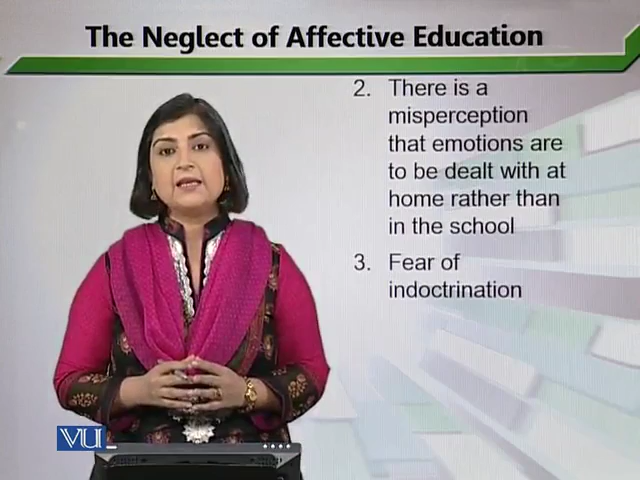 The Neglect of Affective Education
2. There is a
misperception
that emotions are
to be dealt with at
home rather than
in the school
3. Fear of
indoctrination
VU